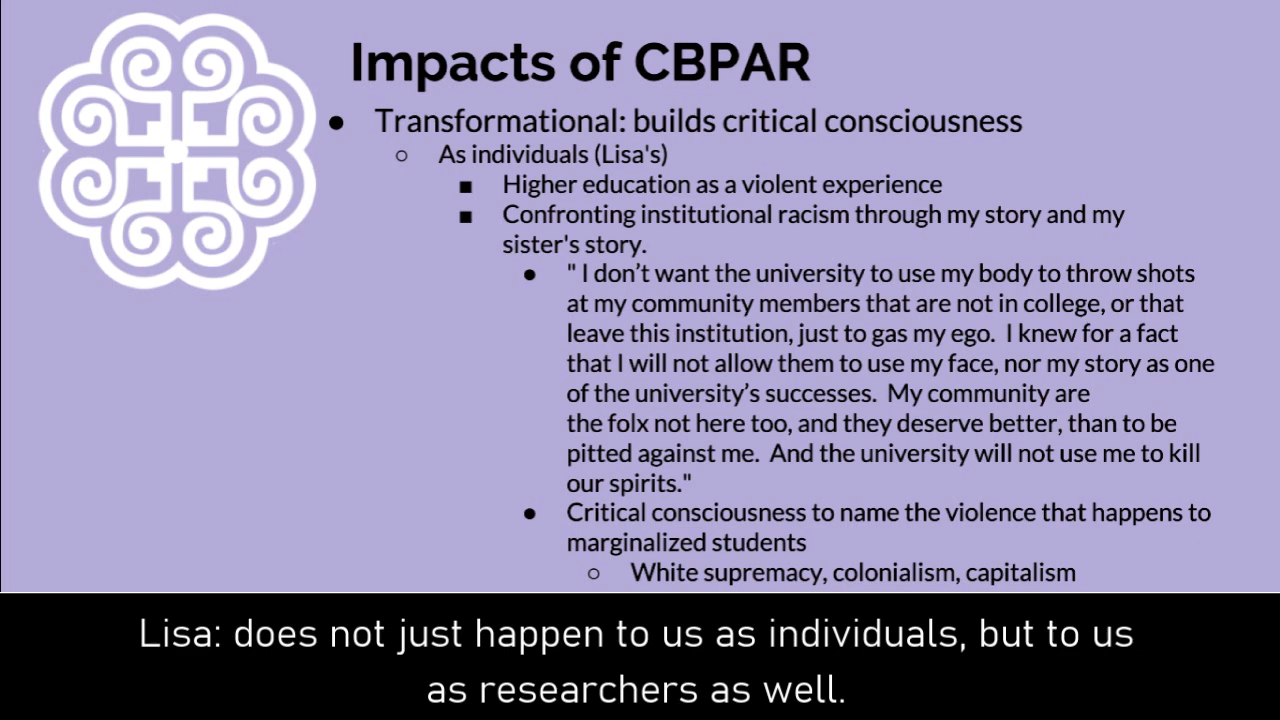 Impacts of CBPAR
● Transformational: builds critical consciousness
○ As individuals (Lisa's)
■ Higher education as a violent experience
■ Confronting institutional racism through my story and my
sister's story.
● " I don’t want the university to use my body to throw shots
at my community members that are not in college, or that
leave this institution, just to gas my ego.  I knew for a fact
that I will not allow them to use my face, nor my story as one
of the university’s successes.  My community are
the folx not here too, and they deserve better, than to be
pitted against me.  And the university will not use me to kill
our spirits."
● Critical consciousness to name the violence that happens to
marginalized students
○ White supremacy, colonialism, capitalism
Lisa: does not just happen to us as individuals, but to us
as researchers as well.